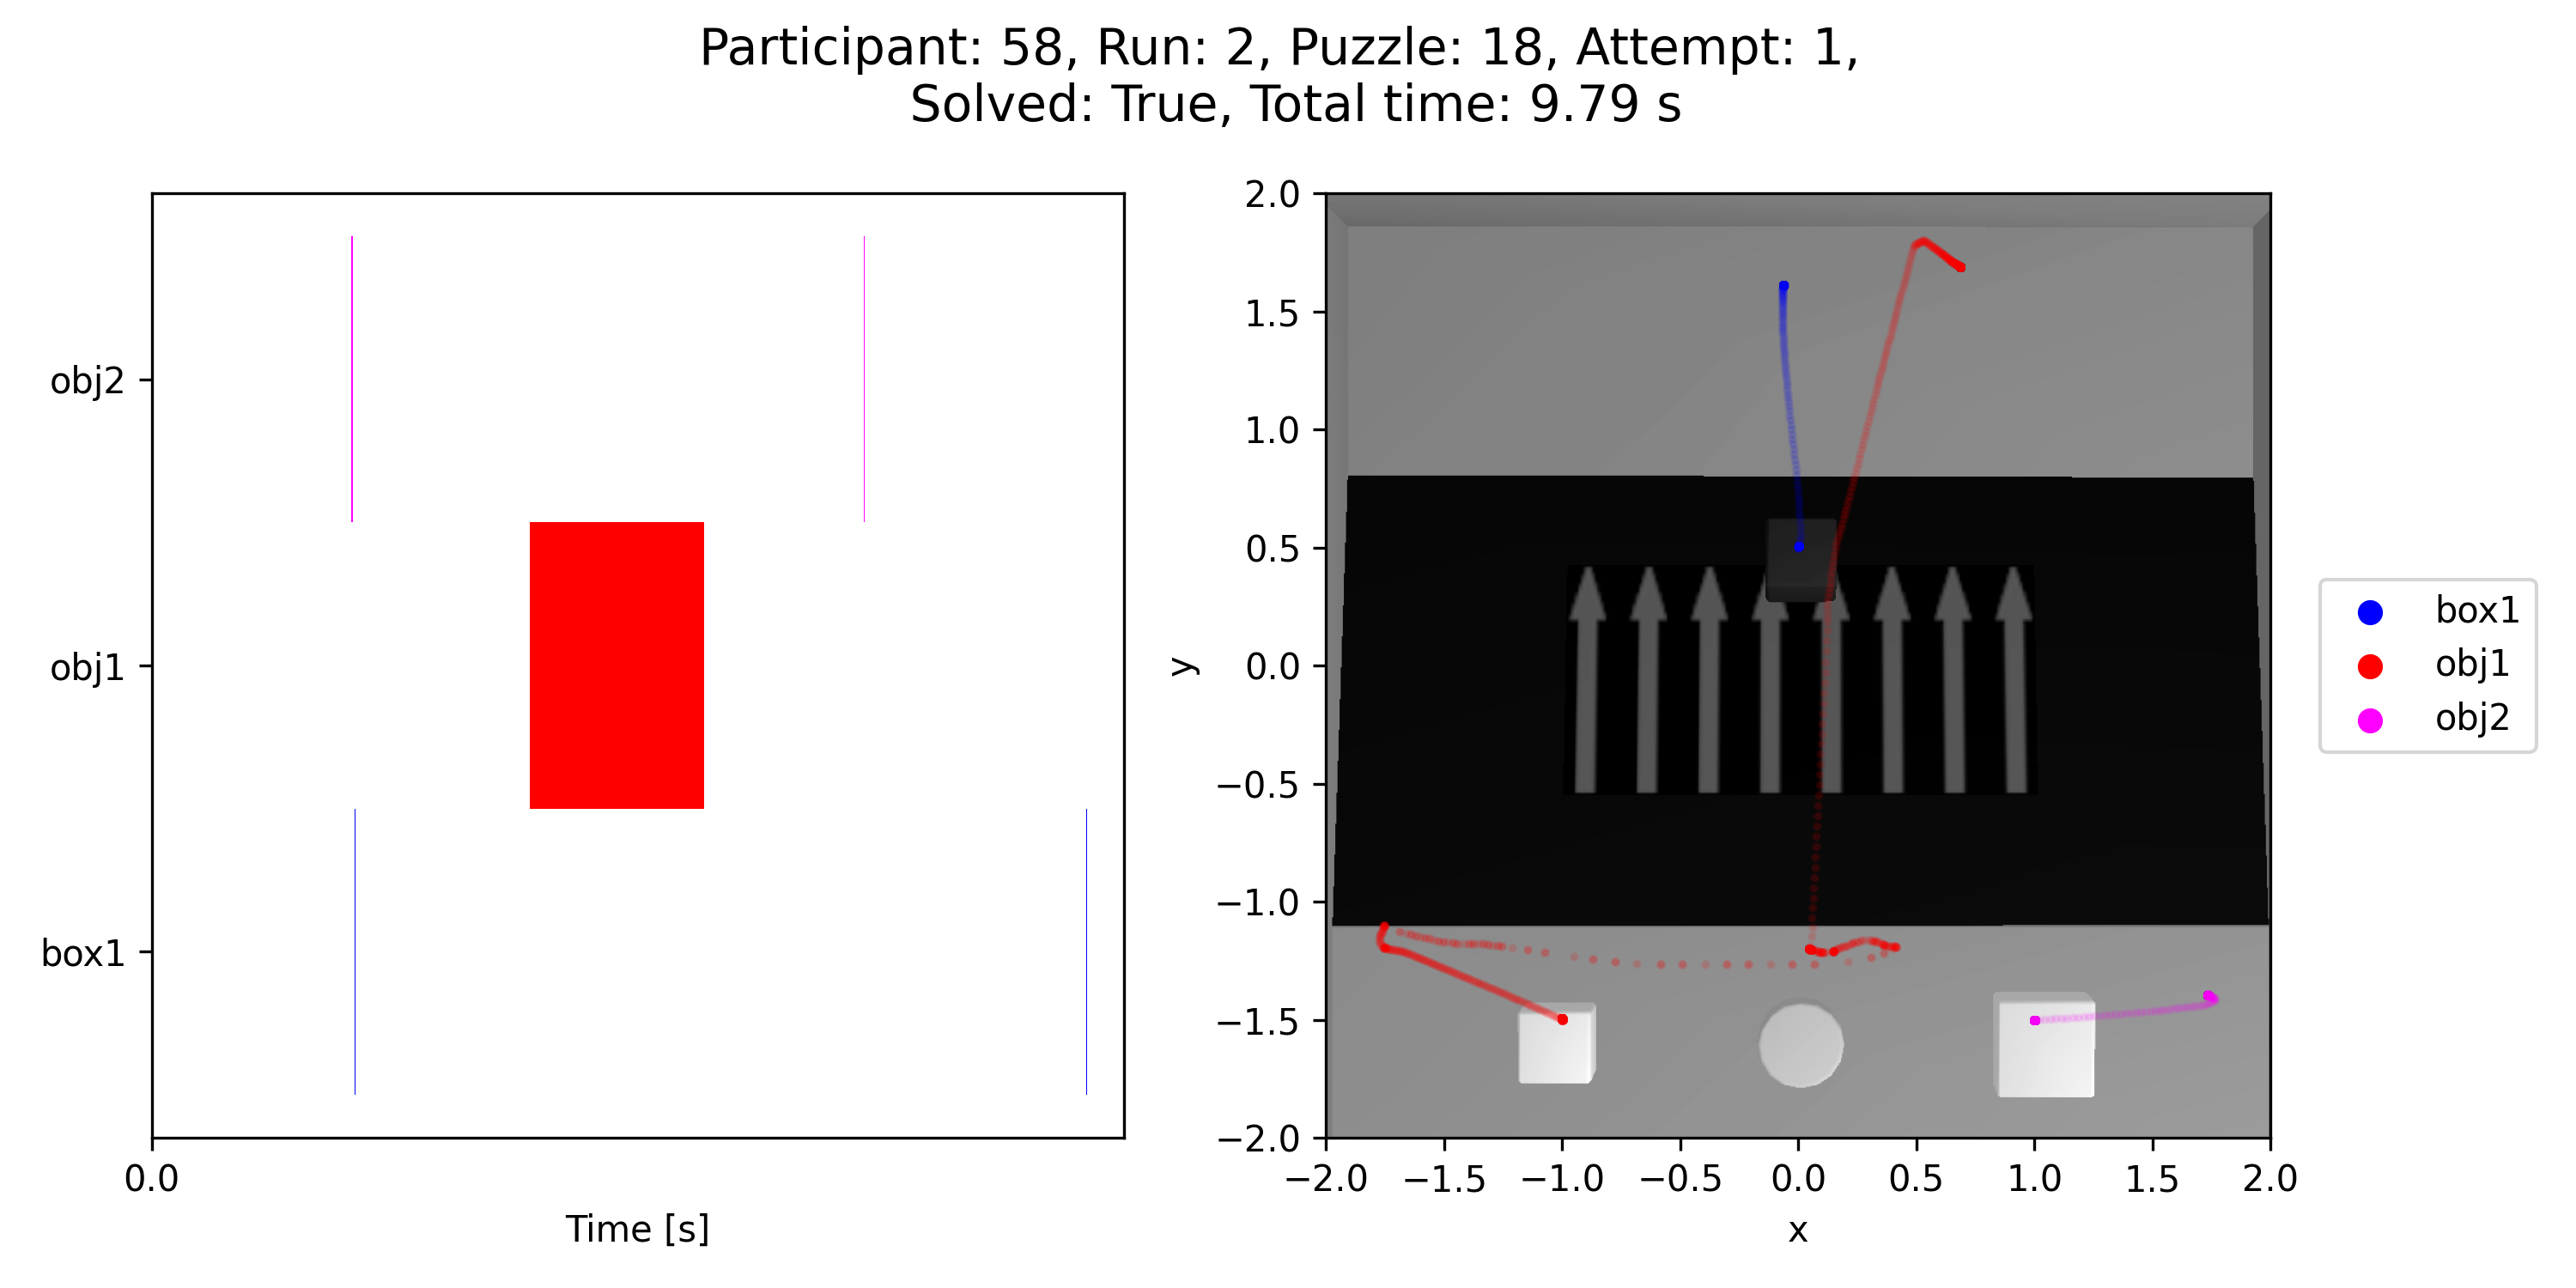 Participant: 58, Run: 2, Puzzle: 18, Attempt: 1,
Solved: True, Total time: 9.79 s
obj2
obj1
box1
0.0
Time [s]
2.0
1.5
1.0
0.5
0.0
−0.5
−1.0
−1.5
−2.0
y
−2.0 −1.5 −1.0 −0.5 0.0 0.5 1.0 1.5 2.0
x
box1
obj1
obj2